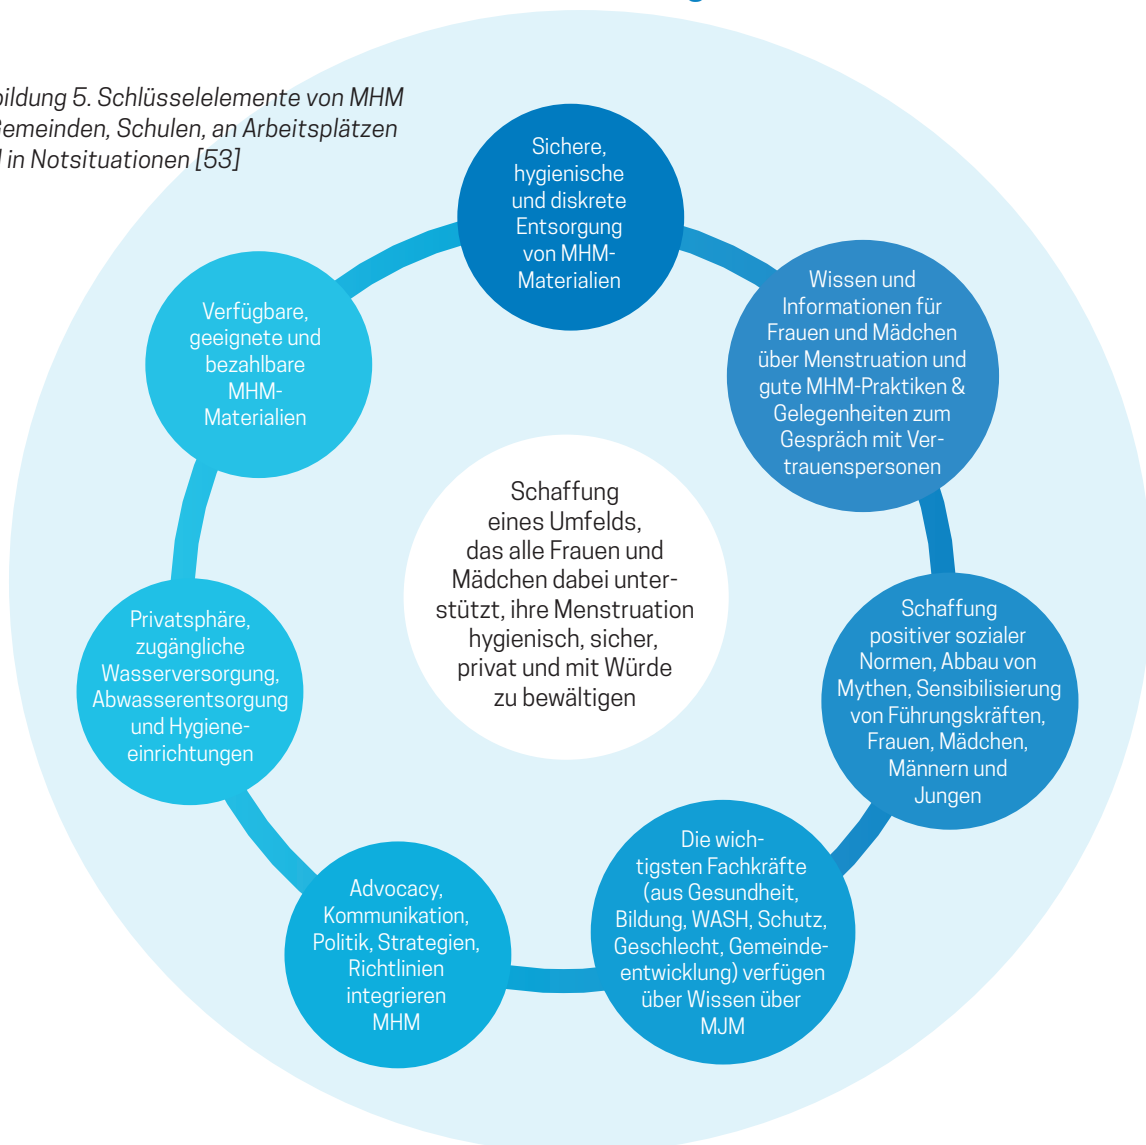 bildung 5. Schlüsselelemente von MHM
Gemeinden, Schulen, an Arbeitsplätzen
in Notsituationen [53]
Sichere,
hygienische
und diskrete
Entsorgung
von MHM-
Materialien
Wissen und
Informationen für
Frauen und Mädchen
über Menstruation und
gute MHM-Praktiken &
Gelegenheiten zum
Gespräch mit Ver-
trauenspersonen
Schaffung
positiver sozialer
Normen, Abbau von
Mythen, Sensibilisierung
von Führungskräften,
Frauen, Mädchen,
Männern und
Jungen
Die wich-
tigsten Fachkräfte
(aus Gesundheit,
Bildung, WASH, Schutz,
Geschlecht, Gemeinde-
entwicklung) verfügen
über Wissen über
MJM
Advocacy,
Kommunikation,
Politik, Strategien,
Richtlinien
integrieren
MHM
Privatsphäre,
zugängliche
Wasserversorgung,
Abwasserentsorgung
und Hygiene-
einrichtungen
Verfügbare,
geeignete und
bezahlbare
MHM-
Materialien
Schaffung
eines Umfelds,
das alle Frauen und
Mädchen dabei unter-
stützt, ihre Menstruation
hygienisch, sicher,
privat und mit Würde
zu bewältigen